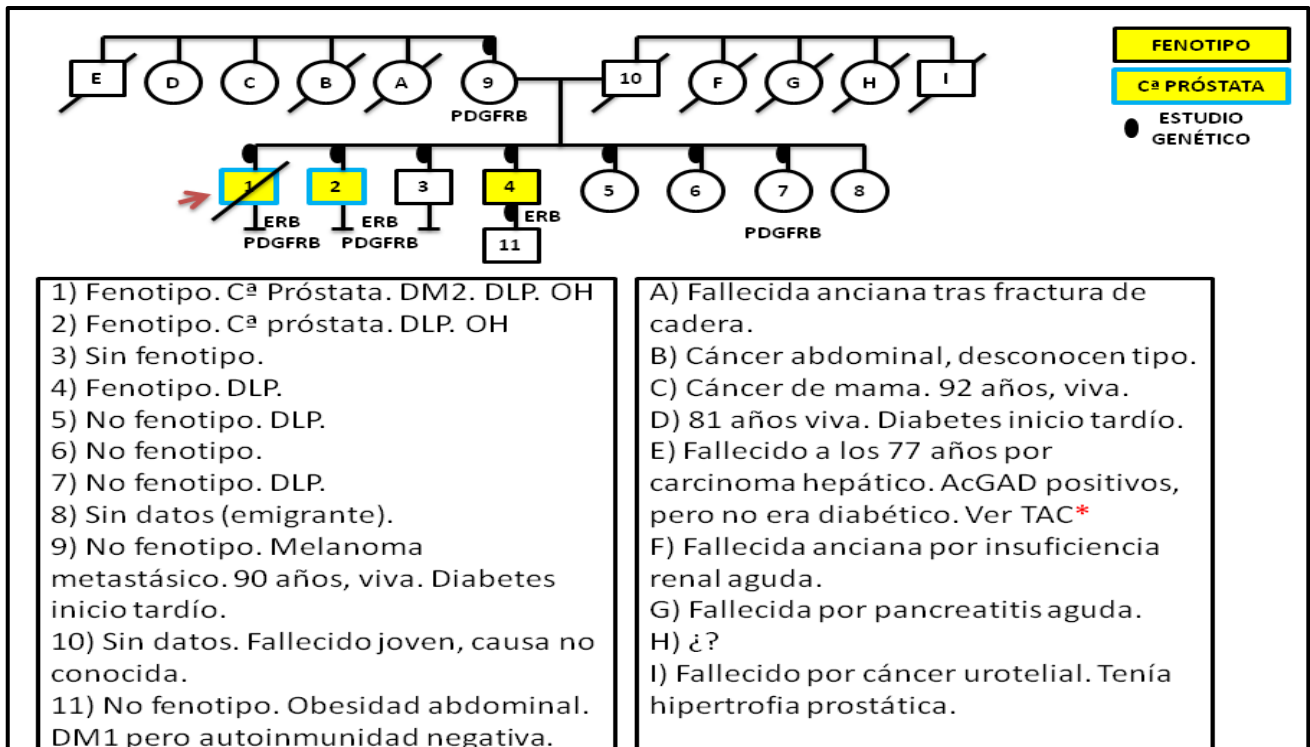 E D C B A 9 10 F G H I
PDGFRB
FENOTIPO
Cª PRÓSTATA
ESTUDIO
GENÉTICO
1 2 3 4 5 6 7 8
ERB ERB ERB
PDGFRB PDGFRB PDGFRB
11
1) Fenotipo. Cª Próstata. DM2. DLP. OH
2) Fenotipo. Cª próstata. DLP. OH
3) Sin fenotipo.
4) Fenotipo. DLP.
5) No fenotipo. DLP.
6) No fenotipo.
7) No fenotipo. DLP.
8) Sin datos (emigrante).
9) No fenotipo. Melanoma
metastásico. 90 años, viva. Diabetes
inicio tardío.
10) Sin datos. Fallecido joven, causa no
conocida.
11) No fenotipo. Obesidad abdominal.
DM1 pero autoinmunidad negativa.
A) Fallecida anciana tras fractura de
cadera.
B) Cáncer abdominal, desconocen tipo.
C) Cáncer de mama. 92 años, viva.
D) 81 años viva. Diabetes inicio tardío.
E) Fallecido a los 77 años por
carcinoma hepático. AcGAD positivos,
pero no era diabético. Ver TAC*
F) Fallecida anciana por insuficiencia
renal aguda.
G) Fallecida por pancreatitis aguda.
H) ¿?
I) Fallecido por cáncer urotelial. Tenía
hipertrofia prostática.